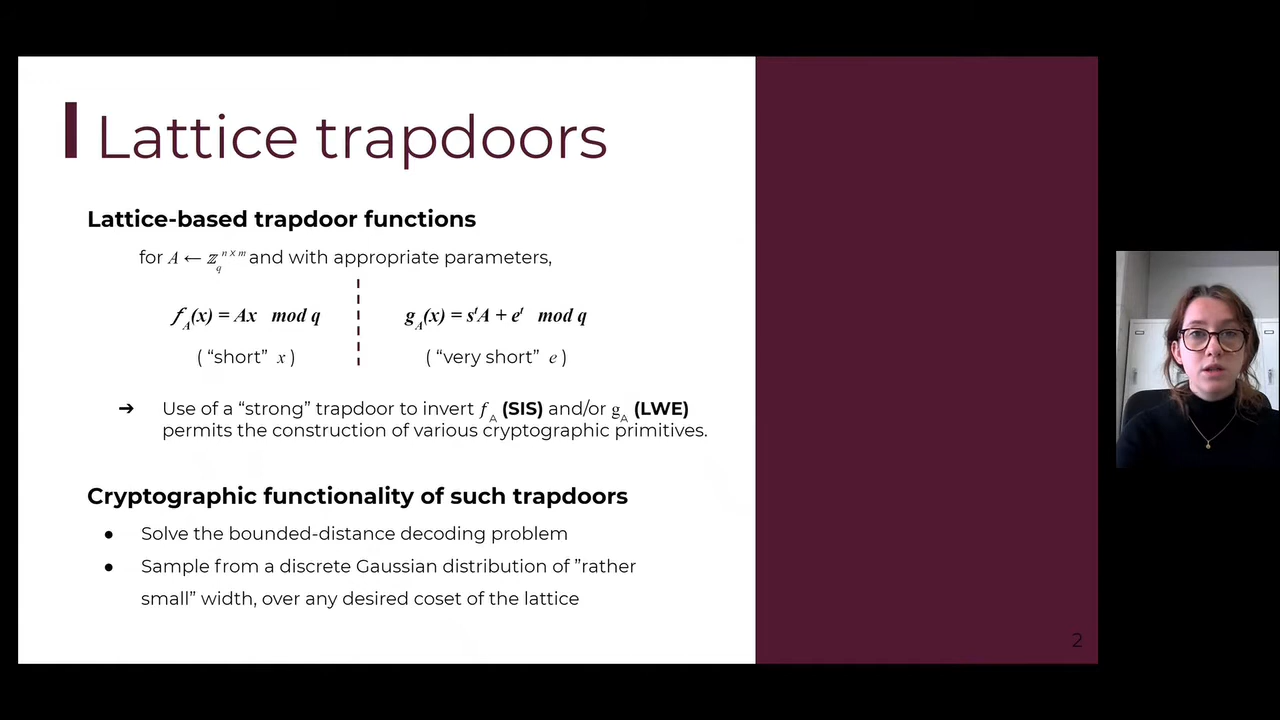 Lattice trapdoors
Lattice-based trapdoor functions
for A ← ℤ_q^{n × m} and with appropriate parameters,
f_A(x) = Ax mod q
g_A(x) = s^tA + e^t mod q
( “short” x )
( “very short” e )
➔ Use of a “strong” trapdoor to invert f_A (SIS) and/or g_A (LWE)
permits the construction of various cryptographic primitives.
Cryptographic functionality of such trapdoors
● Solve the bounded-distance decoding problem
● Sample from a discrete Gaussian distribution of ”rather
small” width, over any desired coset of the lattice
2